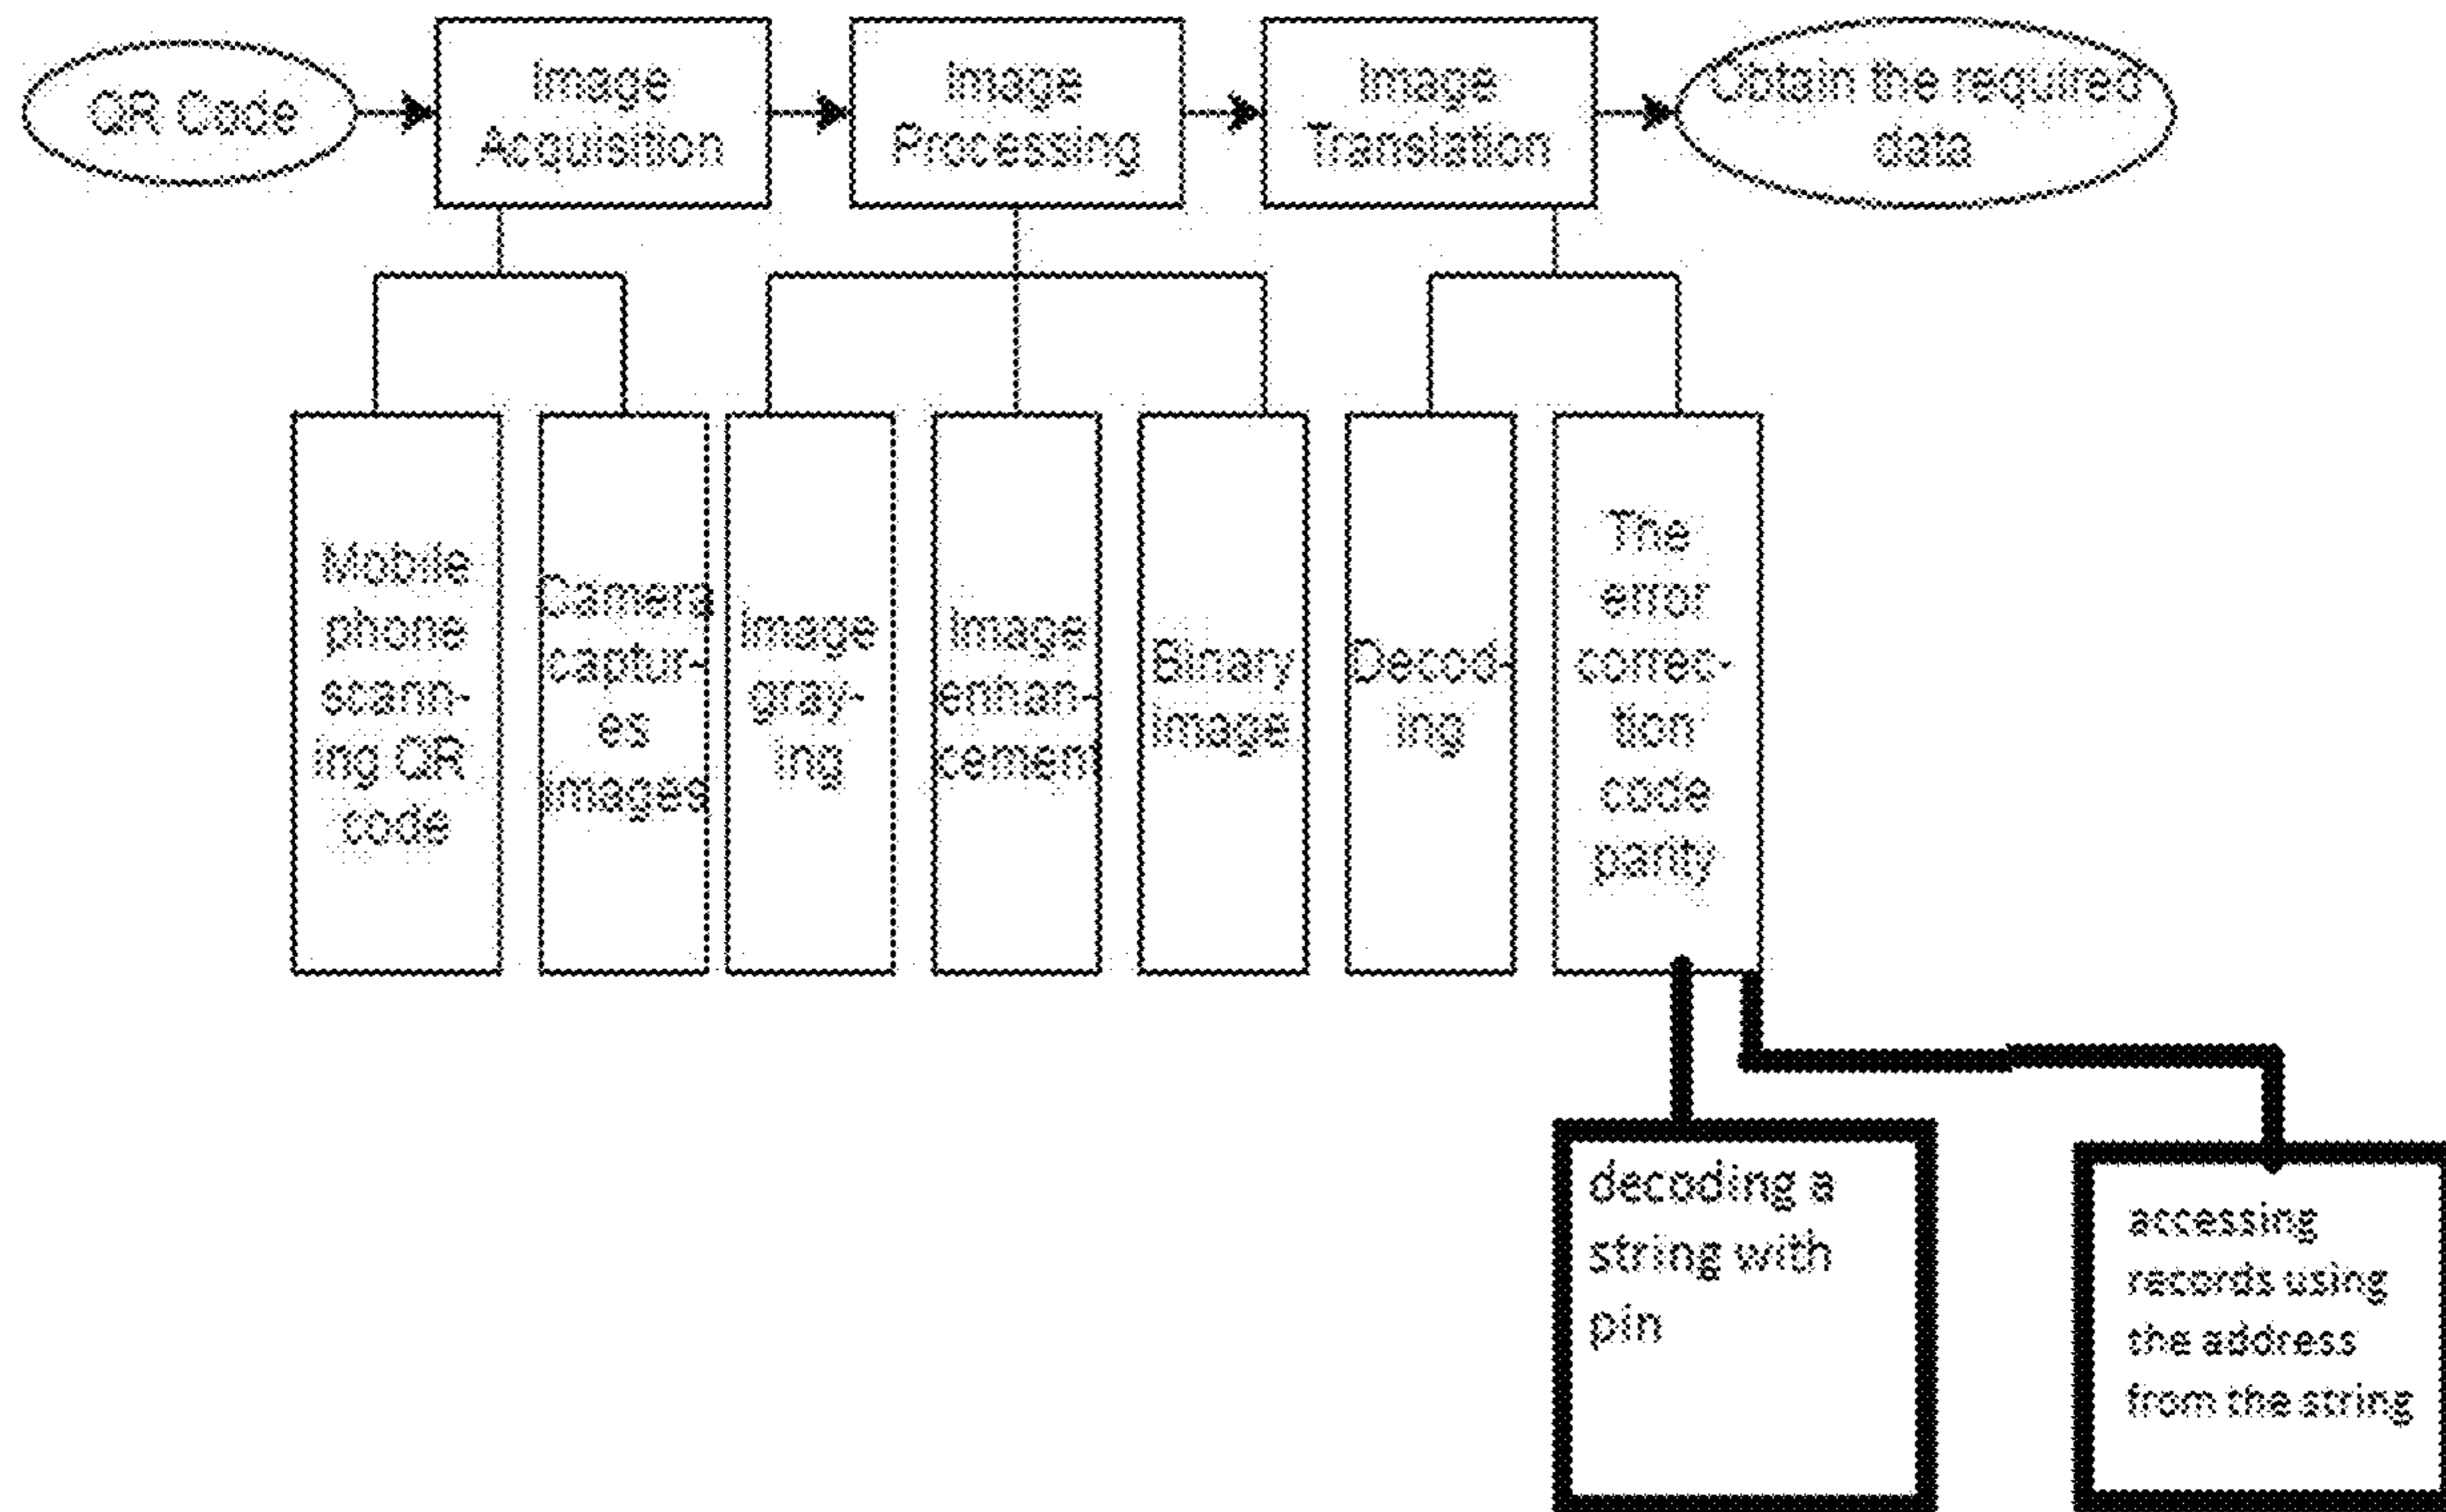 QR Code
Image
Acquisition
Image
Processing
Image
Translation
Obtain the required
data
Mobile
phone
scann-
ing QR
code
Camera
captur-
es
images
Image
gray-
ing
Image
enhan-
cement
Binary
image
Decod-
ing
The
error
correc-
tion
code
parity
decoding a
string with
pin
accessing
records using
the address
from the string